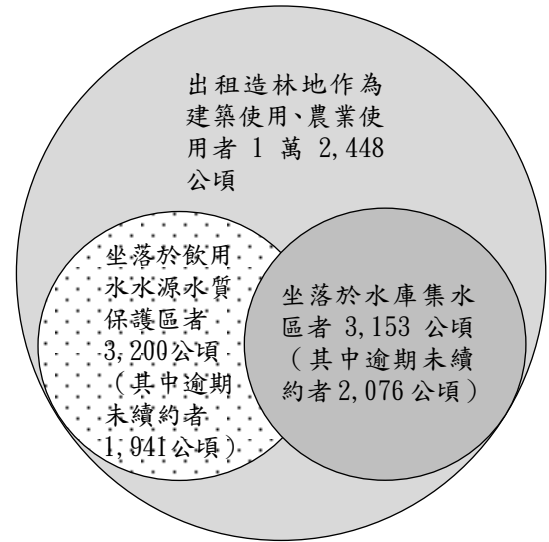 出租造林地作為
建築使用、農業使
用者 1 萬 2,448
公頃
坐落於飲用
水水源水質
保護區者
3,200公頃
(其中逾期
未續約者
1,941公頃)
坐落於水庫集水
區者 3,153 公頃
(其中逾期未續
約者 2,076 公頃)